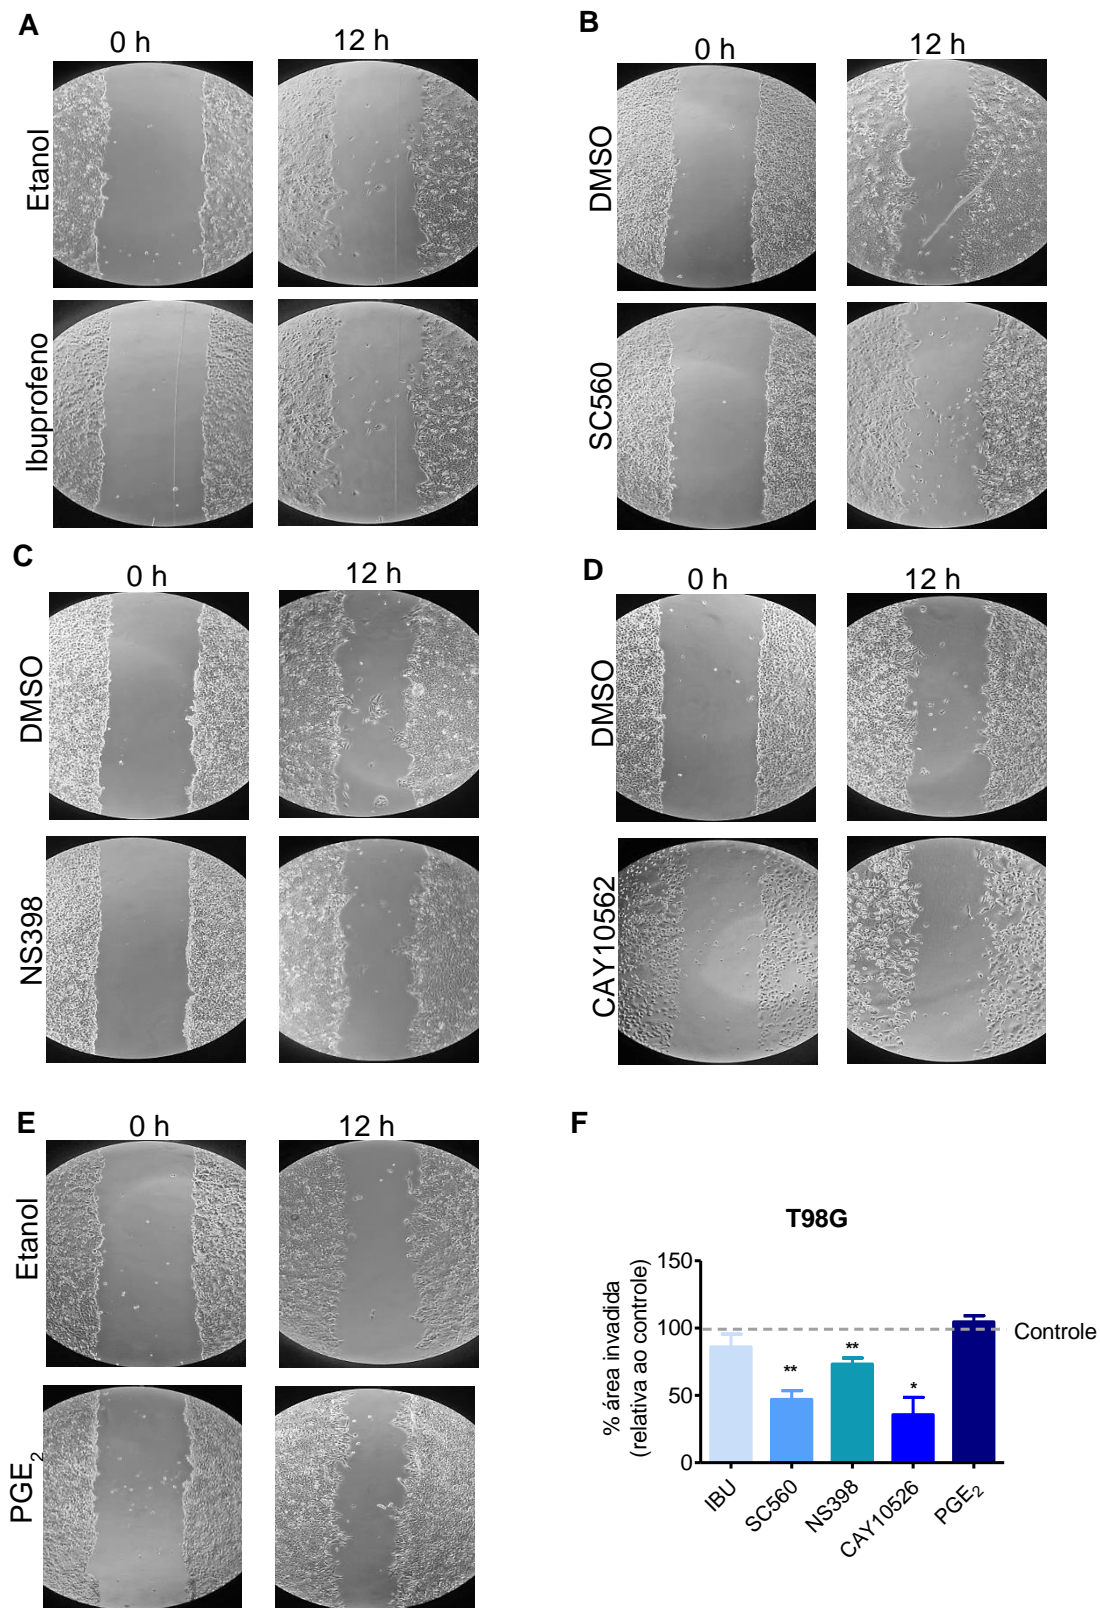 A
0 h
12 h
Etanol
Ibuprofeno
B
0 h
12 h
DMSO
SC560
C
0 h
12 h
DMSO
NS398
D
0 h
12 h
DMSO
CAY10562
E
0 h
12 h
Etanol
PGE₂
F
T98G
% área invadida
(relativa ao controle)
150
100
50
0
**
**
*
Controle
IBU
SC560
NS398
CAY10526
PGE₂